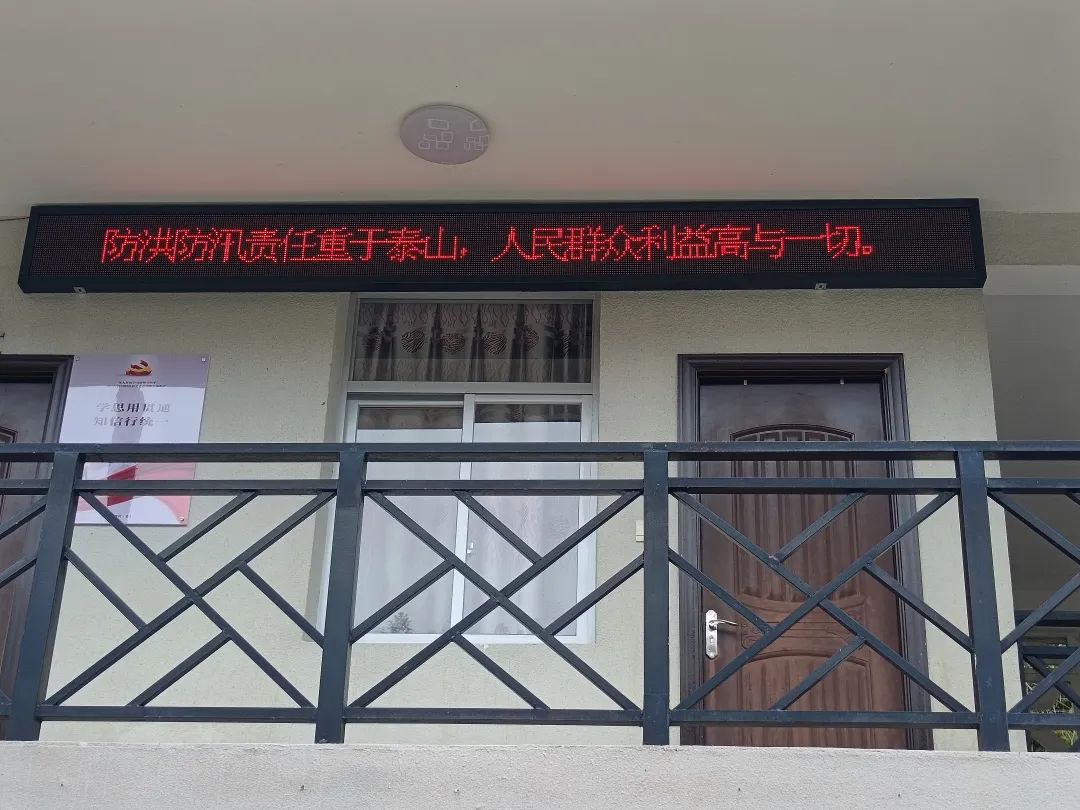 防洪防汛责任重于泰山，人民群众利益高与一切。
学思用贯通
知信行统一